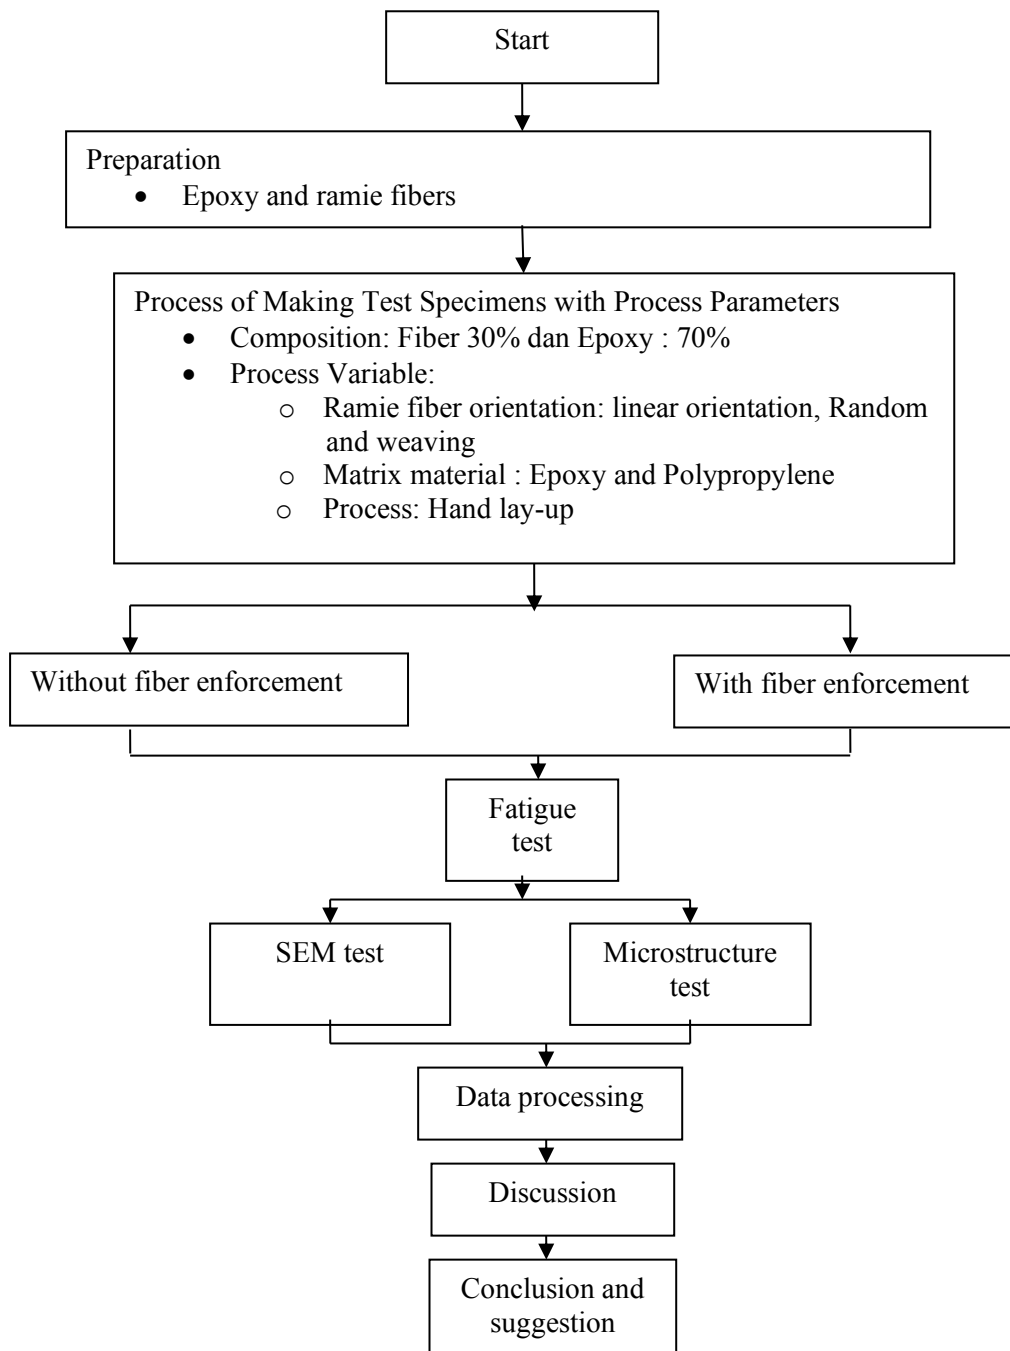 Start
Preparation
• Epoxy and ramie fibers
Process of Making Test Specimens with Process Parameters
• Composition: Fiber 30% dan Epoxy : 70%
• Process Variable:
o Ramie fiber orientation: linear orientation, Random
and weaving
o Matrix material : Epoxy and Polypropylene
o Process: Hand lay-up
Without fiber enforcement
With fiber enforcement
Fatigue
test
SEM test
Microstructure
test
Data processing
Discussion
Conclusion and
suggestion